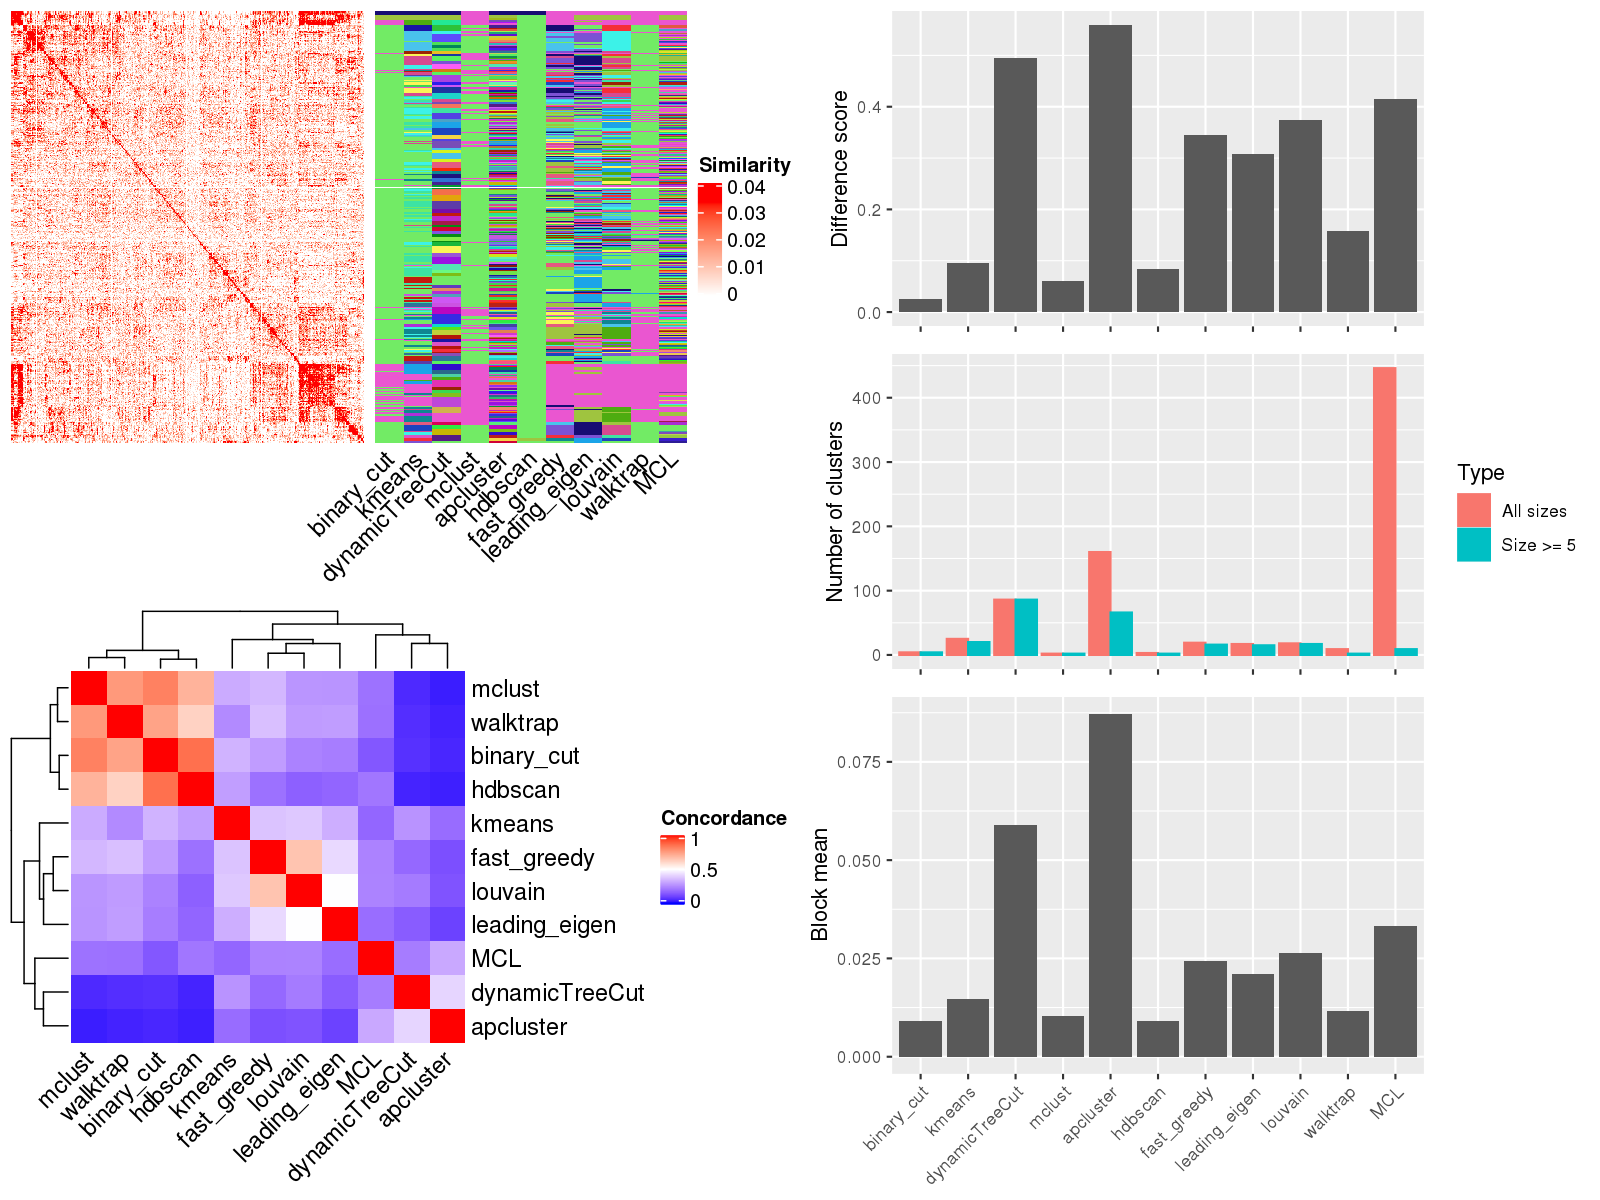 Similarity
0.04
0.03
0.02
0.01
0
binary_cut
kmeans
dynamicTreeCut
mclust
apcluster
hdbscan
fast_greedy
leading_eigen
louvain
walktrap
MCL
mclust
walktrap
binary_cut
hdbscan
kmeans
fast_greedy
louvain
leading_eigen
MCL
dynamicTreeCut
apcluster
mclust
walktrap
binary_cut
hdbscan
kmeans
fast_greedy
louvain
leading_eigen
MCL
dynamicTreeCut
apcluster
Concordance
1
0.5
0
Difference score
0.4
0.2
0.0
Number of clusters
400
300
200
100
0
Type
All sizes
Size >= 5
Block mean
0.075
0.050
0.025
0.000
binary_cut
kmeans
dynamicTreeCut
mclust
apcluster
hdbscan
fast_greedy
leading_eigen
louvain
walktrap
MCL